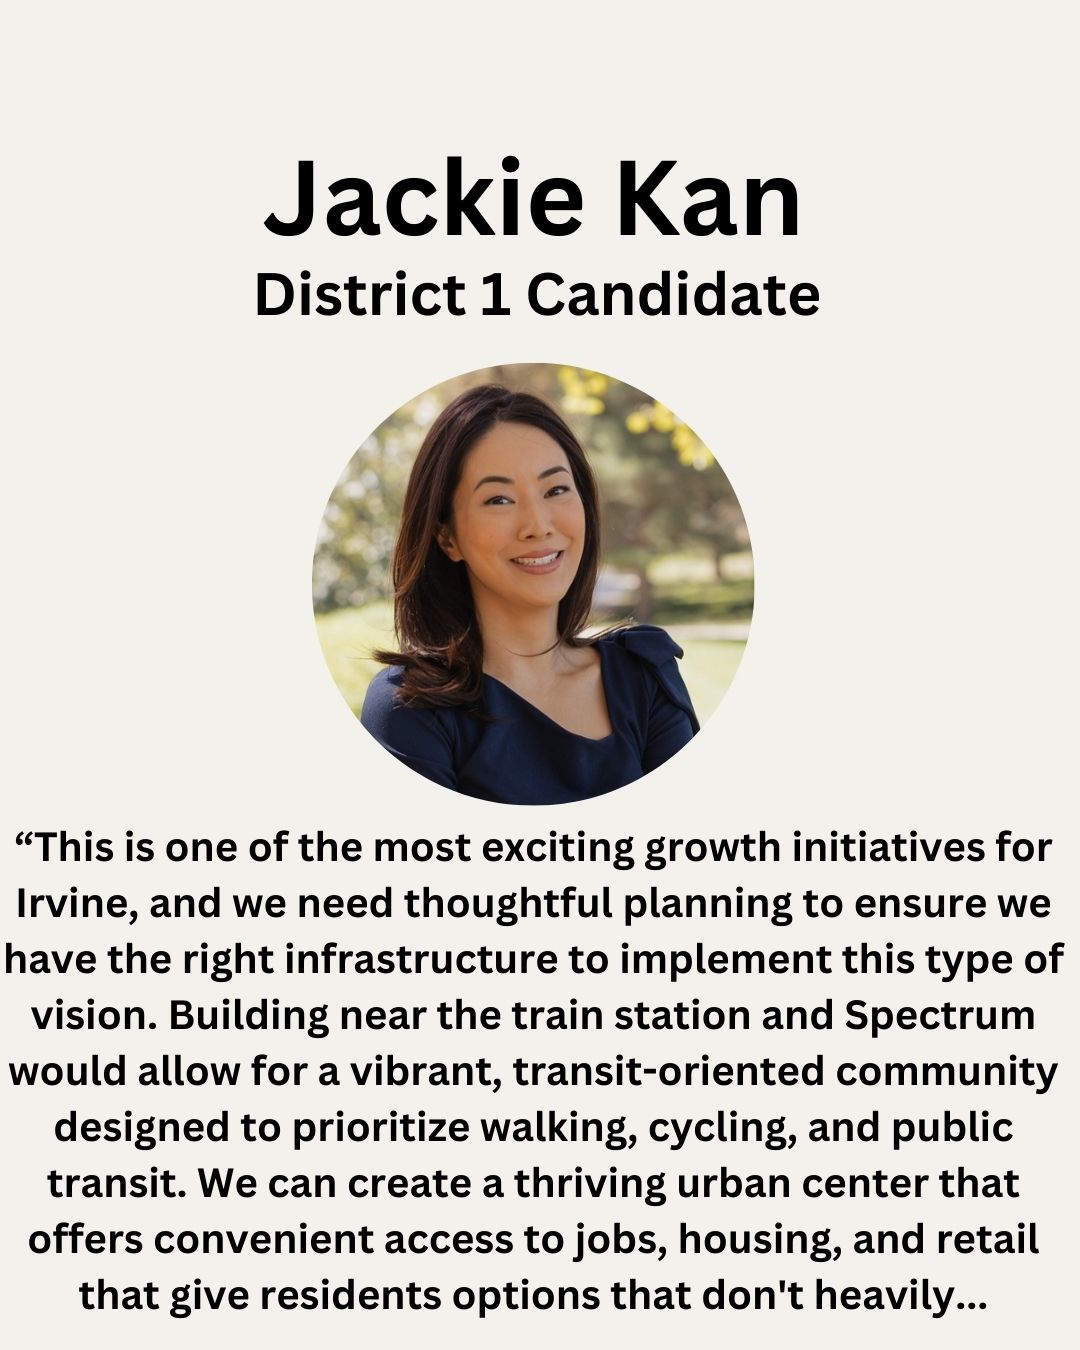 Jackie Kan
District 1 Candidate
“This is one of the most exciting growth initiatives for
Irvine, and we need thoughtful planning to ensure we
have the right infrastructure to implement this type of
vision. Building near the train station and Spectrum
would allow for a vibrant, transit-oriented community
designed to prioritize walking, cycling, and public
transit. We can create a thriving urban center that
offers convenient access to jobs, housing, and retail
that give residents options that don't heavily...